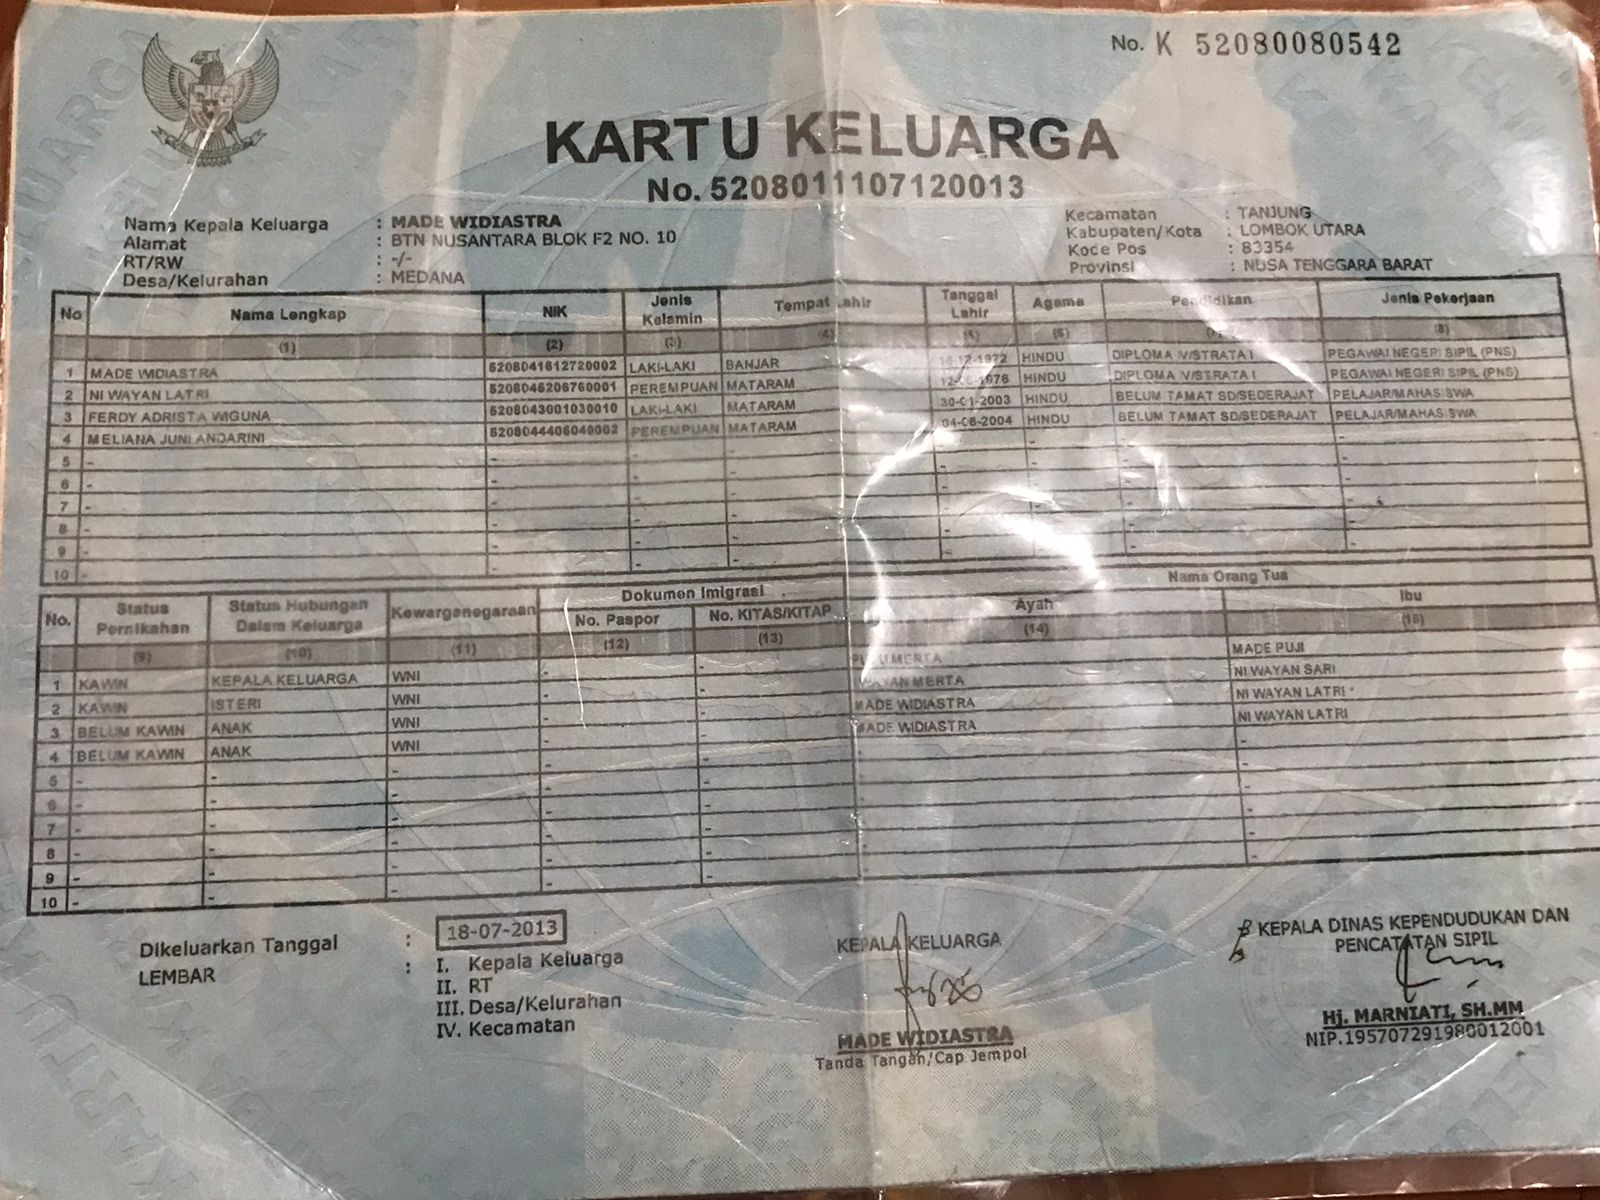 No. K 52080080542
KARTU KELUARGA
No. 5208011107120013
Nama Kepala Keluarga : MADE WIDIASTRA
Alamat : BTN NUSANTARA BLOK F2 NO. 10
RT/RW : -/-
Desa/Kelurahan : MEDANA
Kecamatan : TANJUNG
Kabupaten/Kota : LOMBOK UTARA
Kode Pos : 83354
Provinsi : NUSA TENGGARA BARAT
No Nama Lengkap NIK Jenis Kelamin Tempat Lahir Tanggal Lahir Agama Pendidikan Jenis Pekerjaan
(1) (2) (3) (4) (5) (6) (8)
1 MADE WIDIASTRA 5208041612720002 LAKI-LAKI BANJAR 16-12-1972 HINDU DIPLOMA IV/STRATA I PEGAWAI NEGERI SIPIL (PNS)
2 NI WAYAN LATRI 5208045206760001 PEREMPUAN MATARAM 12-06-1976 HINDU DIPLOMA IV/STRATA I PEGAWAI NEGERI SIPIL (PNS)
3 FERDY ADRISTA WIGUNA 5208043001030010 LAKI-LAKI MATARAM 30-01-2003 HINDU BELUM TAMAT SD/SEDERAJAT PELAJAR/MAHASISWA
4 MELIANA JUNI ANDARINI 5208044406040002 PEREMPUAN MATARAM 04-06-2004 HINDU BELUM TAMAT SD/SEDERAJAT PELAJAR/MAHASISWA
5 - - - - - - - -
6 - - - - - - - -
7 - - - - - - - -
8 - - - - - - - -
9 - - - - - - - -
10 -
No. Status Pernikahan Status Hubungan Dalam Keluarga Kewarganegaraan Dokumen Imigrasi Nama Orang Tua
No. Paspor No. KITAS/KITAP Ayah Ibu
(9) (10) (11) (12) (13) (14) (15)
1 KAWIN KEPALA KELUARGA WNI - - MERTA MADE PUJI
2 KAWIN ISTERI WNI - - WAYAN MERTA NI WAYAN SARI
3 BELUM KAWIN ANAK WNI - - MADE WIDIASTRA NI WAYAN LATRI
4 BELUM KAWIN ANAK WNI - - MADE WIDIASTRA NI WAYAN LATRI
5 - - - - - - -
6 - - - - - - -
7 - - - - - - -
8 - - - - - - -
9 - - - - - - -
10 - - - - - - -
Dikeluarkan Tanggal : 18-07-2013
LEMBAR : I. Kepala Keluarga
II. RT
III. Desa/Kelurahan
IV. Kecamatan
KEPALA KELUARGA
MADE WIDIASTRA
Tanda Tangan/Cap Jempol
KEPALA DINAS KEPENDUDUKAN DAN
PENCATATAN SIPIL
Hj. MARNIATI, SH.MM
NIP.195707291980012001